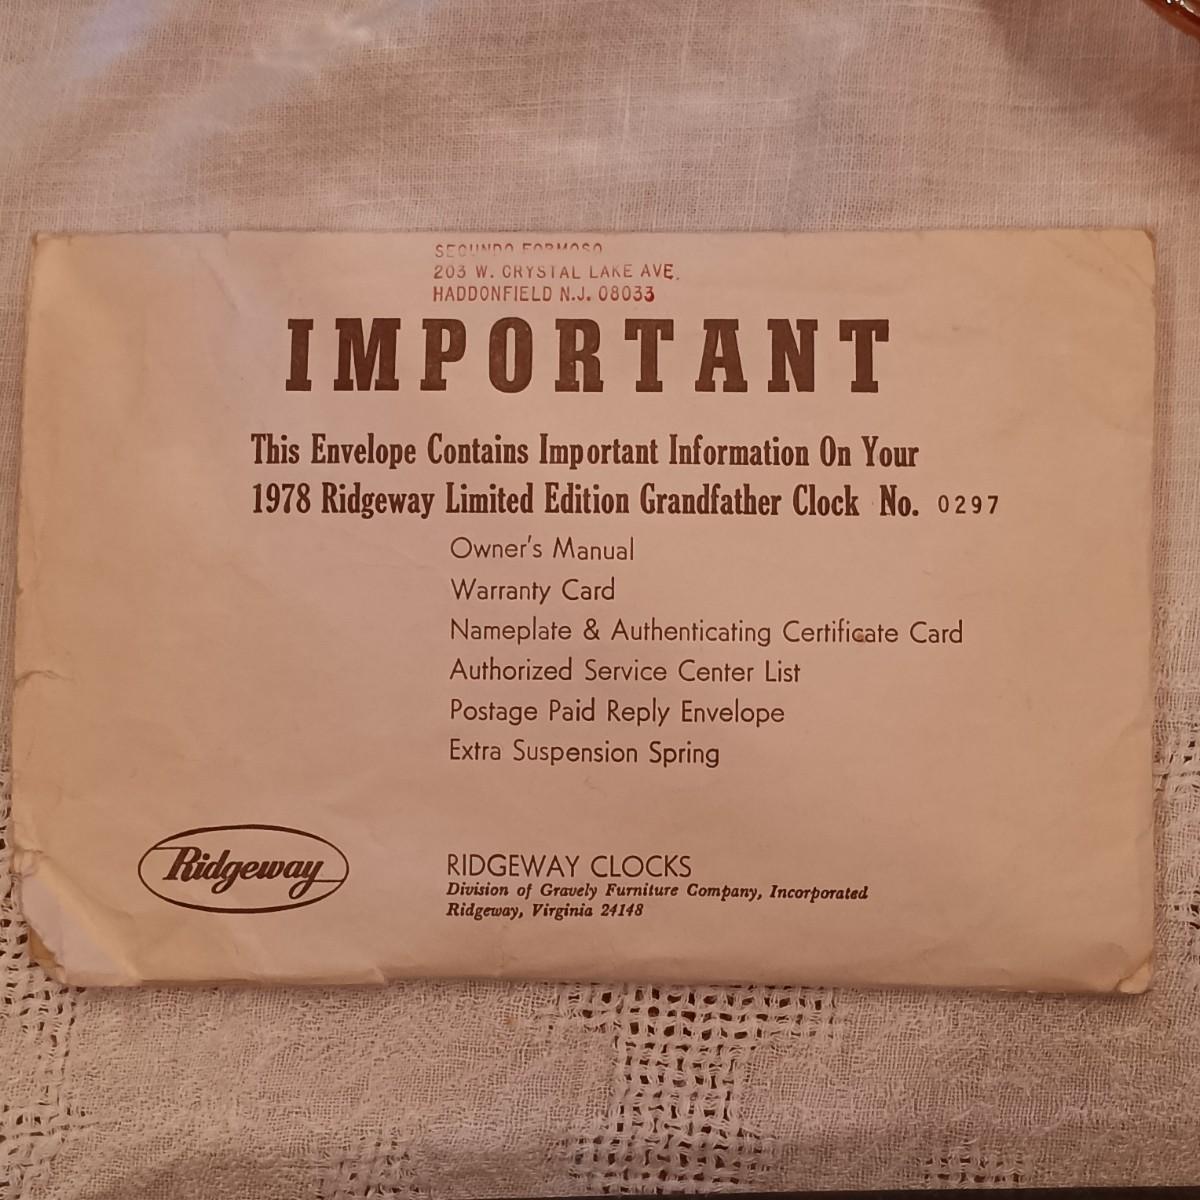 SEGUNDO FORMOSO
203 W. CRYSTAL LAKE AVE.
HADDONFIELD N.J. 08033
IMPORTANT
This Envelope Contains Important Information On Your
1978 Ridgeway Limited Edition Grandfather Clock No. 0297
Owner's Manual
Warranty Card
Nameplate & Authenticating Certificate Card
Authorized Service Center List
Postage Paid Reply Envelope
Extra Suspension Spring
Ridgeway
RIDGEWAY CLOCKS
Division of Gravely Furniture Company, Incorporated
Ridgeway, Virginia 24148